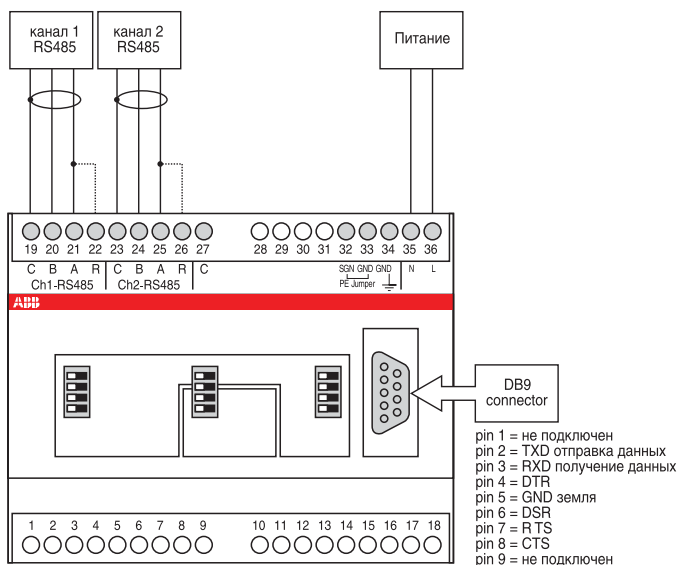 канал 1
RS485
канал 2
RS485
Питание
19 20 21 22 23 24 25 26 27 28 29 30 31 32 33 34 35 36
C B A R C B A R C SGN GND GND N L
Ch1-RS485 Ch2-RS485 PE Jumper
ABB
DB9
connector
pin 1 = не подключен
pin 2 = TXD отправка данных
pin 3 = RXD получение данных
pin 4 = DTR
pin 5 = GND земля
pin 6 = DSR
pin 7 = R TS
pin 8 = CTS
pin 9 = не подключен
1 2 3 4 5 6 7 8 9 10 11 12 13 14 15 16 17 18